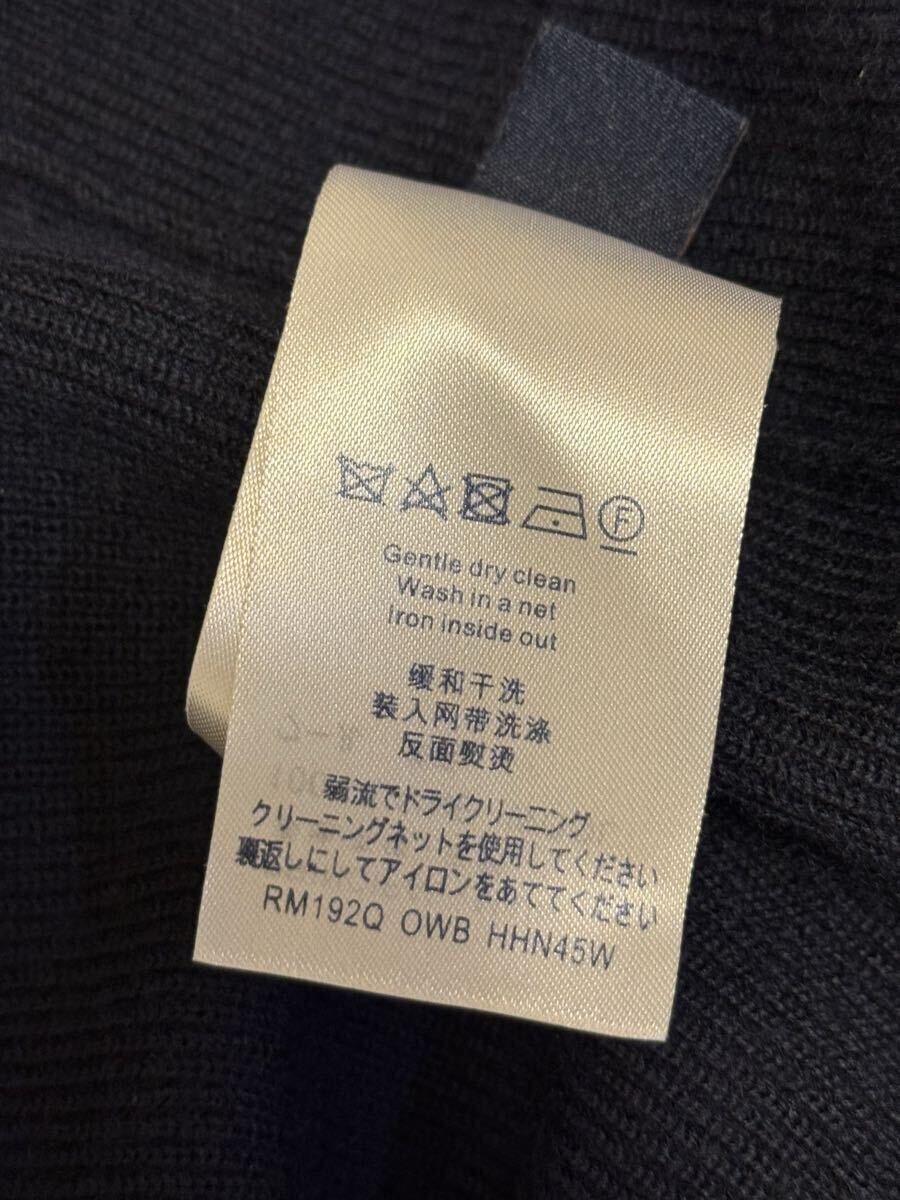 F
Gentle dry clean
Wash in a net
Iron inside out
缓和干洗
装入网带洗涤
反面熨烫
弱流でドライクリーニング
クリーニングネットを使用してください
裏返しにしてアイロンをあててください
RM192Q OWB HHN45W